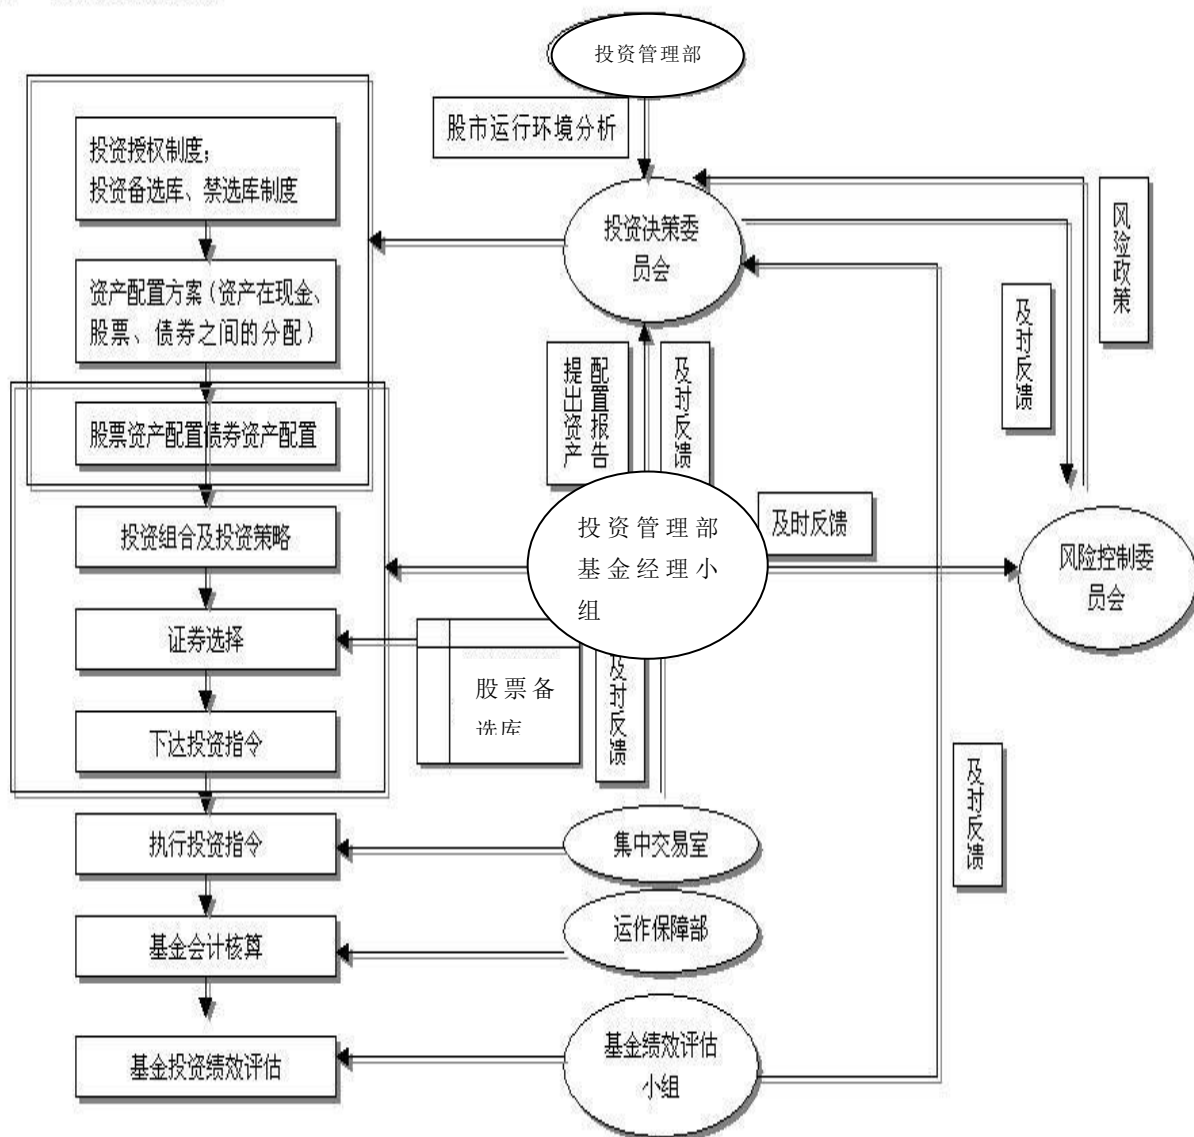 投资管理部
股市运行环境分析
投资授权制度；
投资备选库、禁选库制度
投资决策委
员会
风险政策
资产配置方案（资产在现金、
股票、债券之间的分配）
及时反馈
提出资产
配置报告
及时反馈
股票资产配置债券资产配置
投资组合及投资策略
投资管理部
基金经理小
组
及时反馈
风险控制委
员会
证券选择
股票备
选库
及时反馈
下达投资指令
及时反馈
执行投资指令
集中交易室
基金会计核算
运作保障部
基金投资绩效评估
基金绩效评估
小组